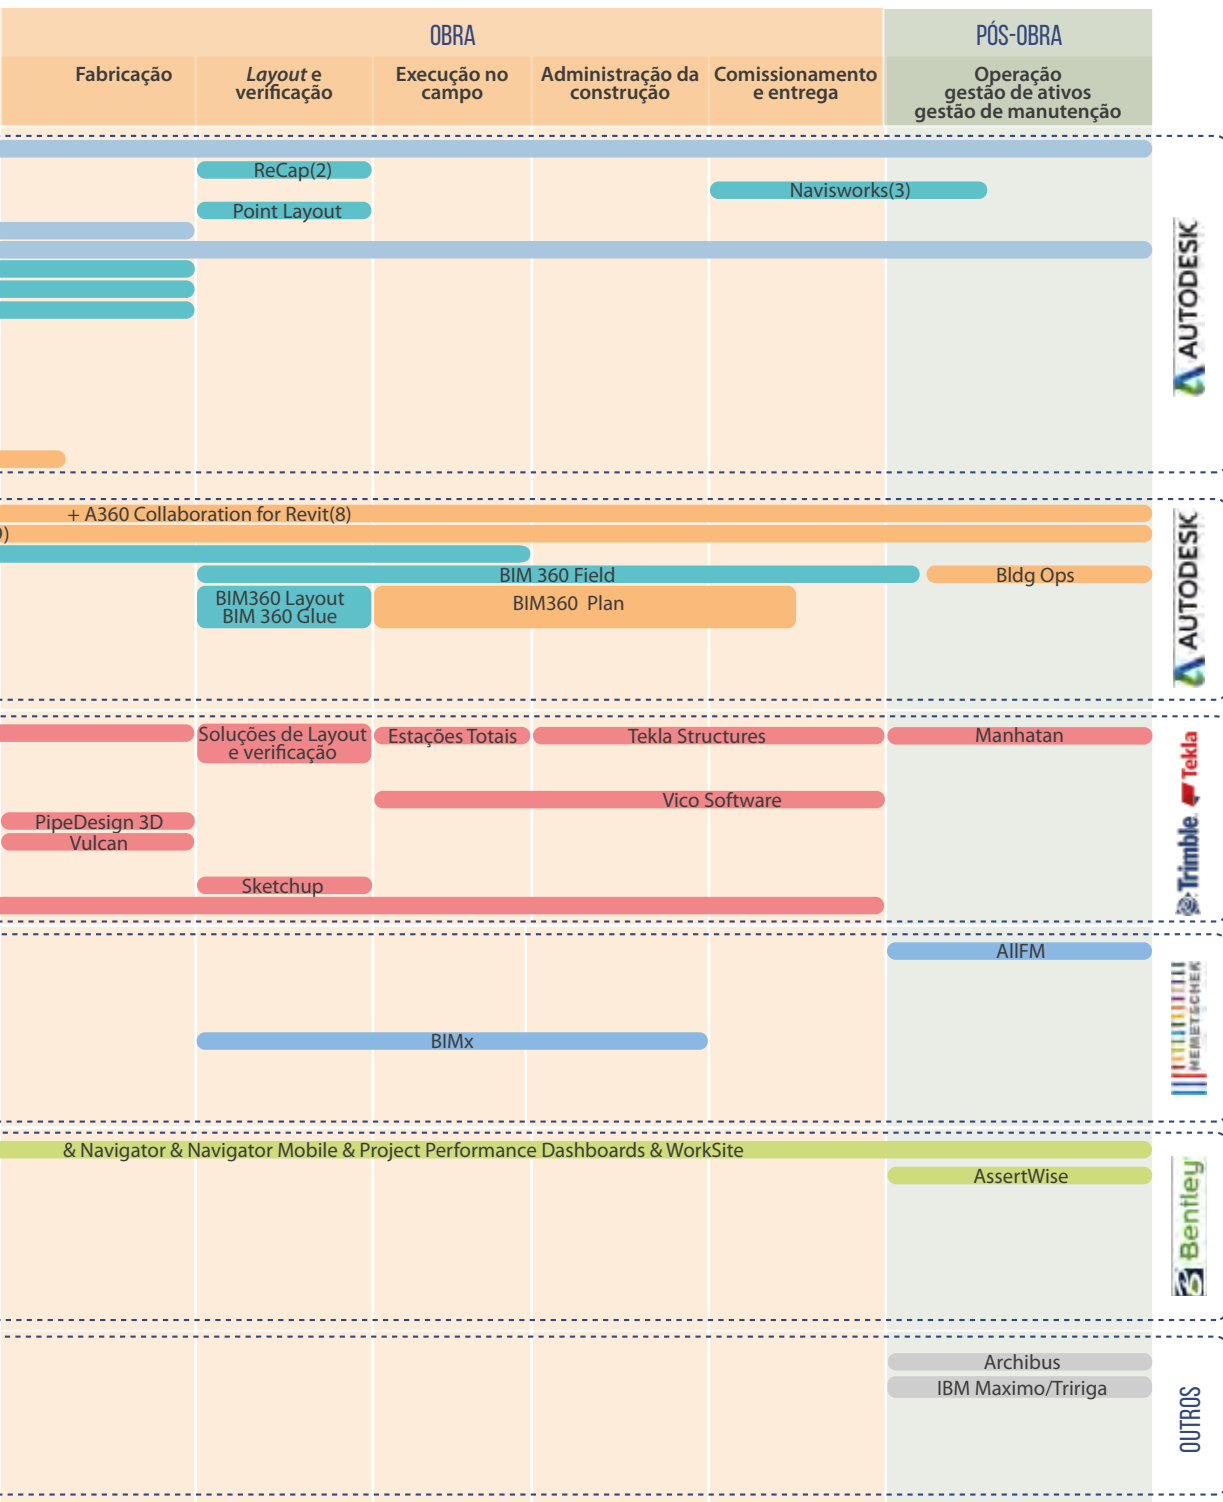 OBRA
PÓS-OBRA
Fabricação
Layout e
verificação
Execução no
campo
Administração da
construção
Comissionamento
e entrega
Operação
gestão de ativos
gestão de manutenção
ReCap(2)
Navisworks(3)
Point Layout
AUTODESK
+ A360 Collaboration for Revit(8)
)
BIM 360 Field
Bldg Ops
BIM360 Layout
BIM 360 Glue
BIM360 Plan
AUTODESK
Soluções de Layout
e verificação
Estações Totais
Tekla Structures
Manhatan
Vico Software
PipeDesign 3D
Vulcan
Sketchup
Trimble Tekla
AllFM
BIMx
NEMETSCHEK
& Navigator & Navigator Mobile & Project Performance Dashboards & WorkSite
AssertWise
Bentley
Archibus
IBM Maximo/Tririga
OUTROS